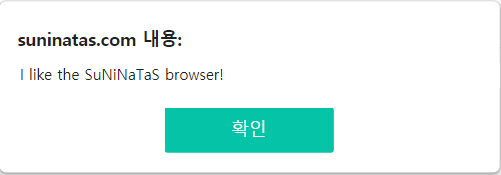 suninatas.com 내용:
I like the SuNiNaTaS browser!
확인